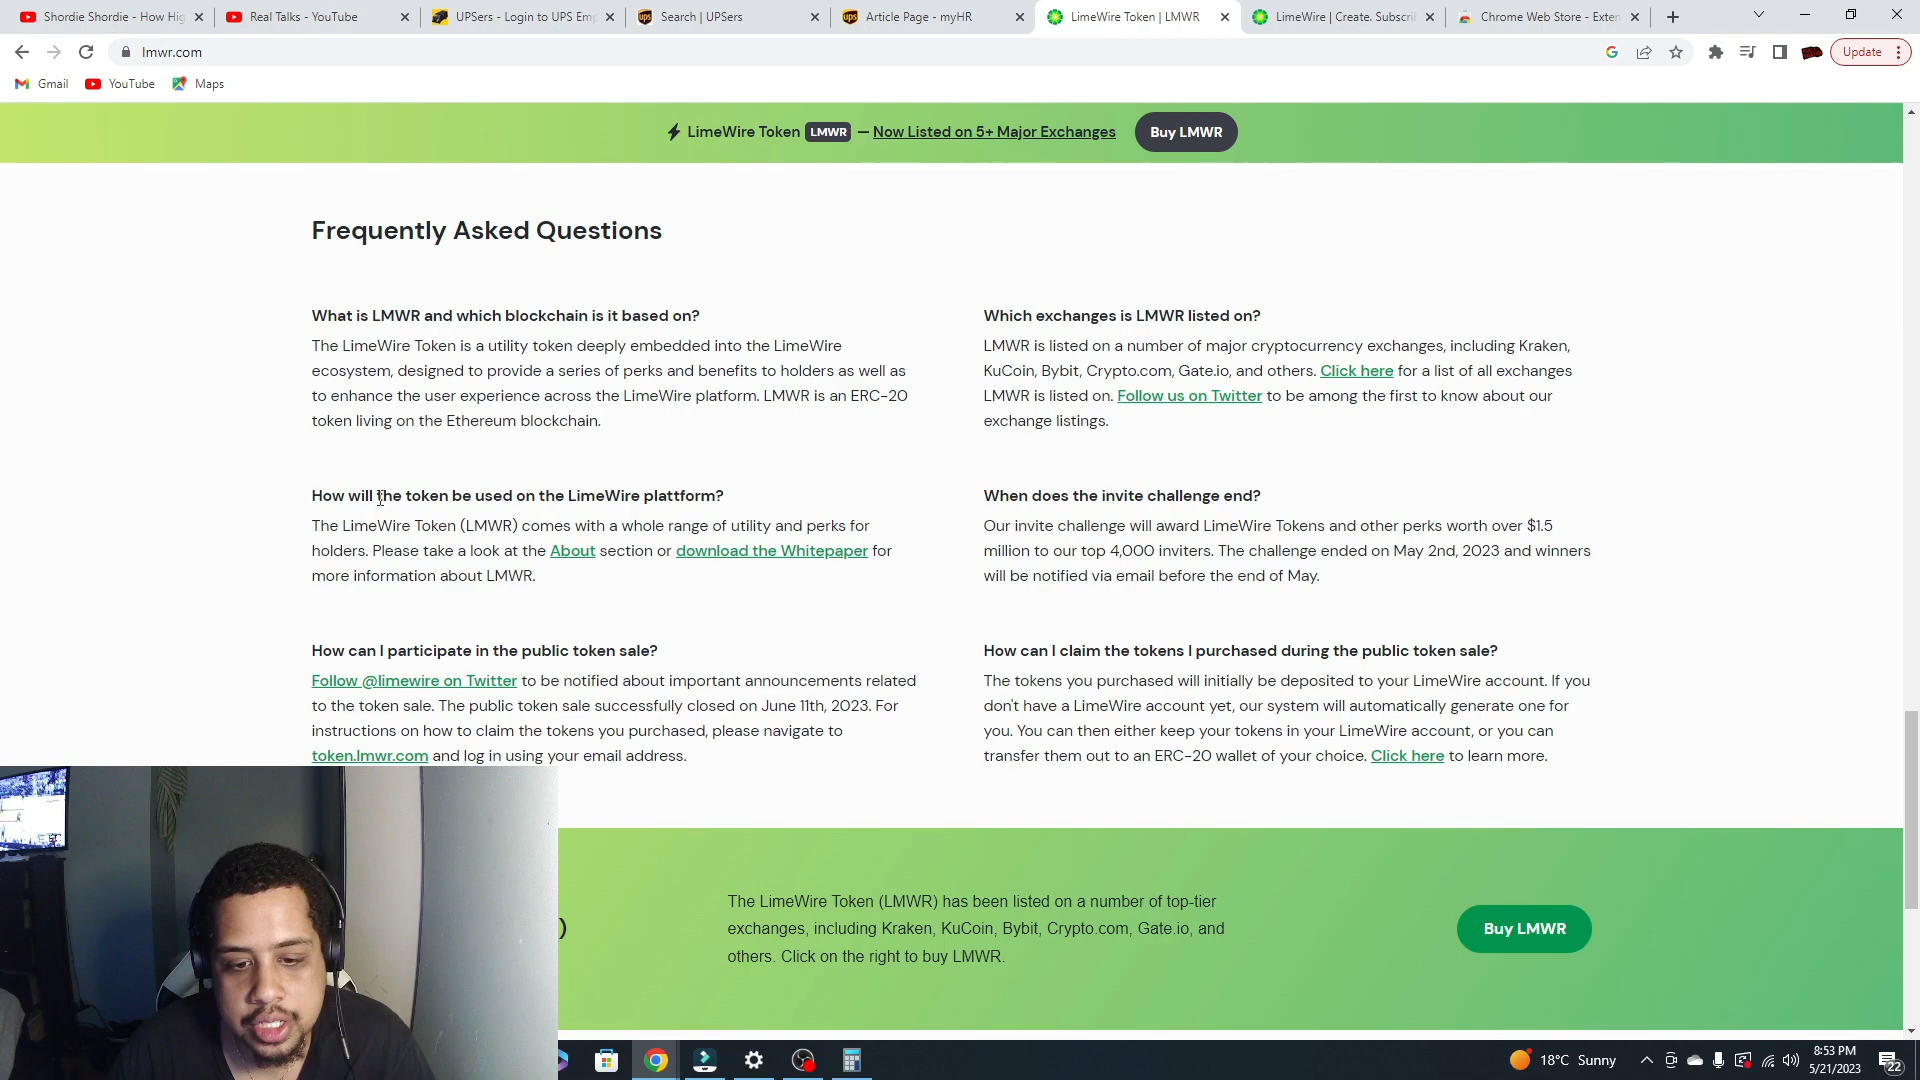 Shordie Shordie - How Hig
Real Talks - YouTube
UPSers - Login to UPS Emp
Search | UPSers
Article Page - myHR
LimeWire Token | LMWR
LimeWire | Create. Subscri
Chrome Web Store - Exten
lmwr.com
Update
Gmail
YouTube
Maps
LimeWire Token LMWR — Now Listed on 5+ Major Exchanges
Buy LMWR
Frequently Asked Questions
What is LMWR and which blockchain is it based on?
The LimeWire Token is a utility token deeply embedded into the LimeWire
ecosystem, designed to provide a series of perks and benefits to holders as well as
to enhance the user experience across the LimeWire platform. LMWR is an ERC-20
token living on the Ethereum blockchain.
Which exchanges is LMWR listed on?
LMWR is listed on a number of major cryptocurrency exchanges, including Kraken,
KuCoin, Bybit, Crypto.com, Gate.io, and others. Click here for a list of all exchanges
LMWR is listed on. Follow us on Twitter to be among the first to know about our
exchange listings.
How will the token be used on the LimeWire plattform?
The LimeWire Token (LMWR) comes with a whole range of utility and perks for
holders. Please take a look at the About section or download the Whitepaper for
more information about LMWR.
When does the invite challenge end?
Our invite challenge will award LimeWire Tokens and other perks worth over $1.5
million to our top 4,000 inviters. The challenge ended on May 2nd, 2023 and winners
will be notified via email before the end of May.
How can I participate in the public token sale?
Follow @limewire on Twitter to be notified about important announcements related
to the token sale. The public token sale successfully closed on June 11th, 2023. For
instructions on how to claim the tokens you purchased, please navigate to
token.lmwr.com and log in using your email address.
How can I claim the tokens I purchased during the public token sale?
The tokens you purchased will initially be deposited to your LimeWire account. If you
don't have a LimeWire account yet, our system will automatically generate one for
you. You can then either keep your tokens in your LimeWire account, or you can
transfer them out to an ERC-20 wallet of your choice. Click here to learn more.
)
The LimeWire Token (LMWR) has been listed on a number of top-tier
exchanges, including Kraken, KuCoin, Bybit, Crypto.com, Gate.io, and
others. Click on the right to buy LMWR.
Buy LMWR
18°C Sunny
8:53 PM
5/21/2023
22